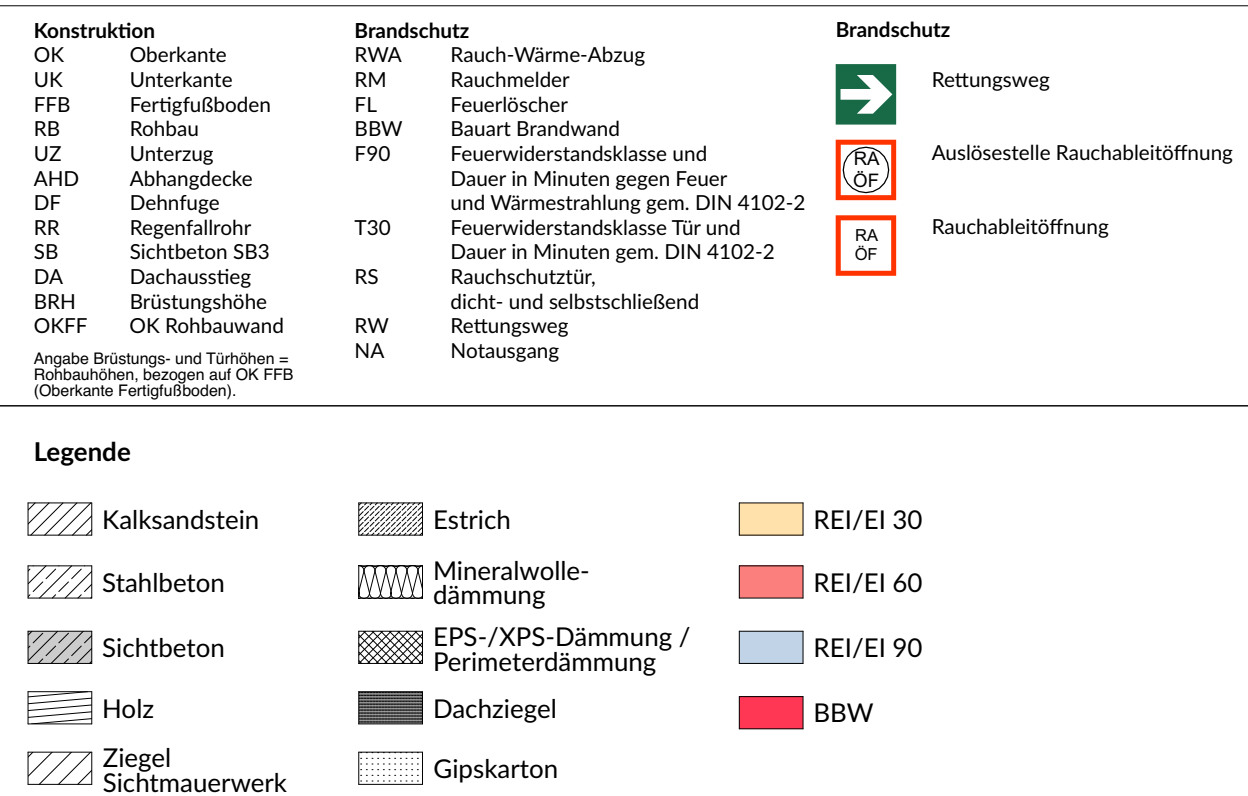 Konstruktion
OK Oberkante
UK Unterkante
FFB Fertigfußboden
RB Rohbau
UZ Unterzug
AHD Abhangdecke
DF Dehnfuge
RR Regenfallrohr
SB Sichtbeton SB3
DA Dachausstieg
BRH Brüstungshöhe
OKFF OK Rohbauwand
Angabe Brüstungs- und Türhöhen =
Rohbauhöhen, bezogen auf OK FFB
(Oberkante Fertigfußboden).
Brandschutz
RWA Rauch-Wärme-Abzug
RM Rauchmelder
FL Feuerlöscher
BBW Bauart Brandwand
F90 Feuerwiderstandsklasse und
Dauer in Minuten gegen Feuer
und Wärmestrahlung gem. DIN 4102-2
T30 Feuerwiderstandsklasse Tür und
Dauer in Minuten gem. DIN 4102-2
RS Rauchschutztür,
dicht- und selbstschließend
RW Rettungsweg
NA Notausgang
Brandschutz
Rettungsweg
RA
ÖF
Auslösestelle Rauchableitöffnung
RA
ÖF
Rauchableitöffnung
Legende
Kalksandstein
Stahlbeton
Sichtbeton
Holz
Ziegel
Sichtmauerwerk
Estrich
Mineralwolle-
dämmung
EPS-/XPS-Dämmung /
Perimeterdämmung
Dachziegel
Gipskarton
REI/EI 30
REI/EI 60
REI/EI 90
BBW